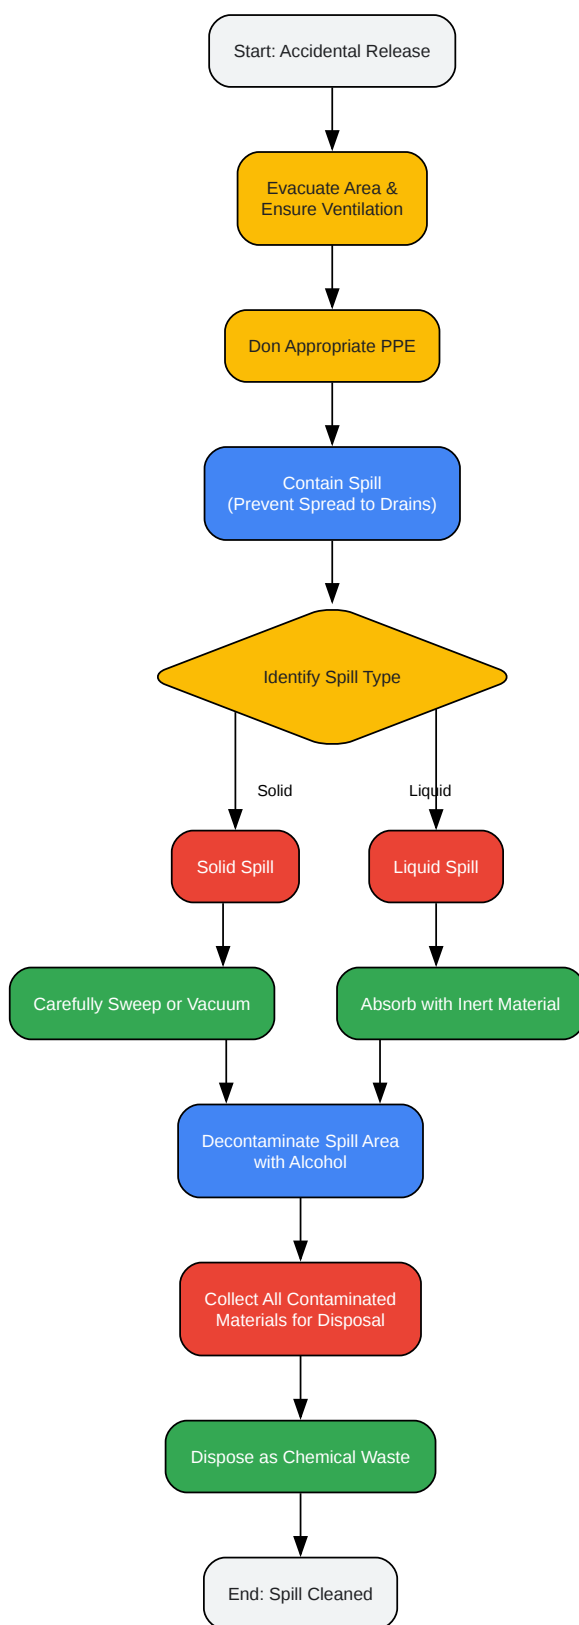 Start: Accidental Release
Evacuate Area &
Ensure Ventilation
Don Appropriate PPE
Contain Spill
(Prevent Spread to Drains)
Identify Spill Type
Solid
Liquid
Solid Spill
Liquid Spill
Carefully Sweep or Vacuum
Absorb with Inert Material
Decontaminate Spill Area
with Alcohol
Collect All Contaminated
Materials for Disposal
Dispose as Chemical Waste
End: Spill Cleaned